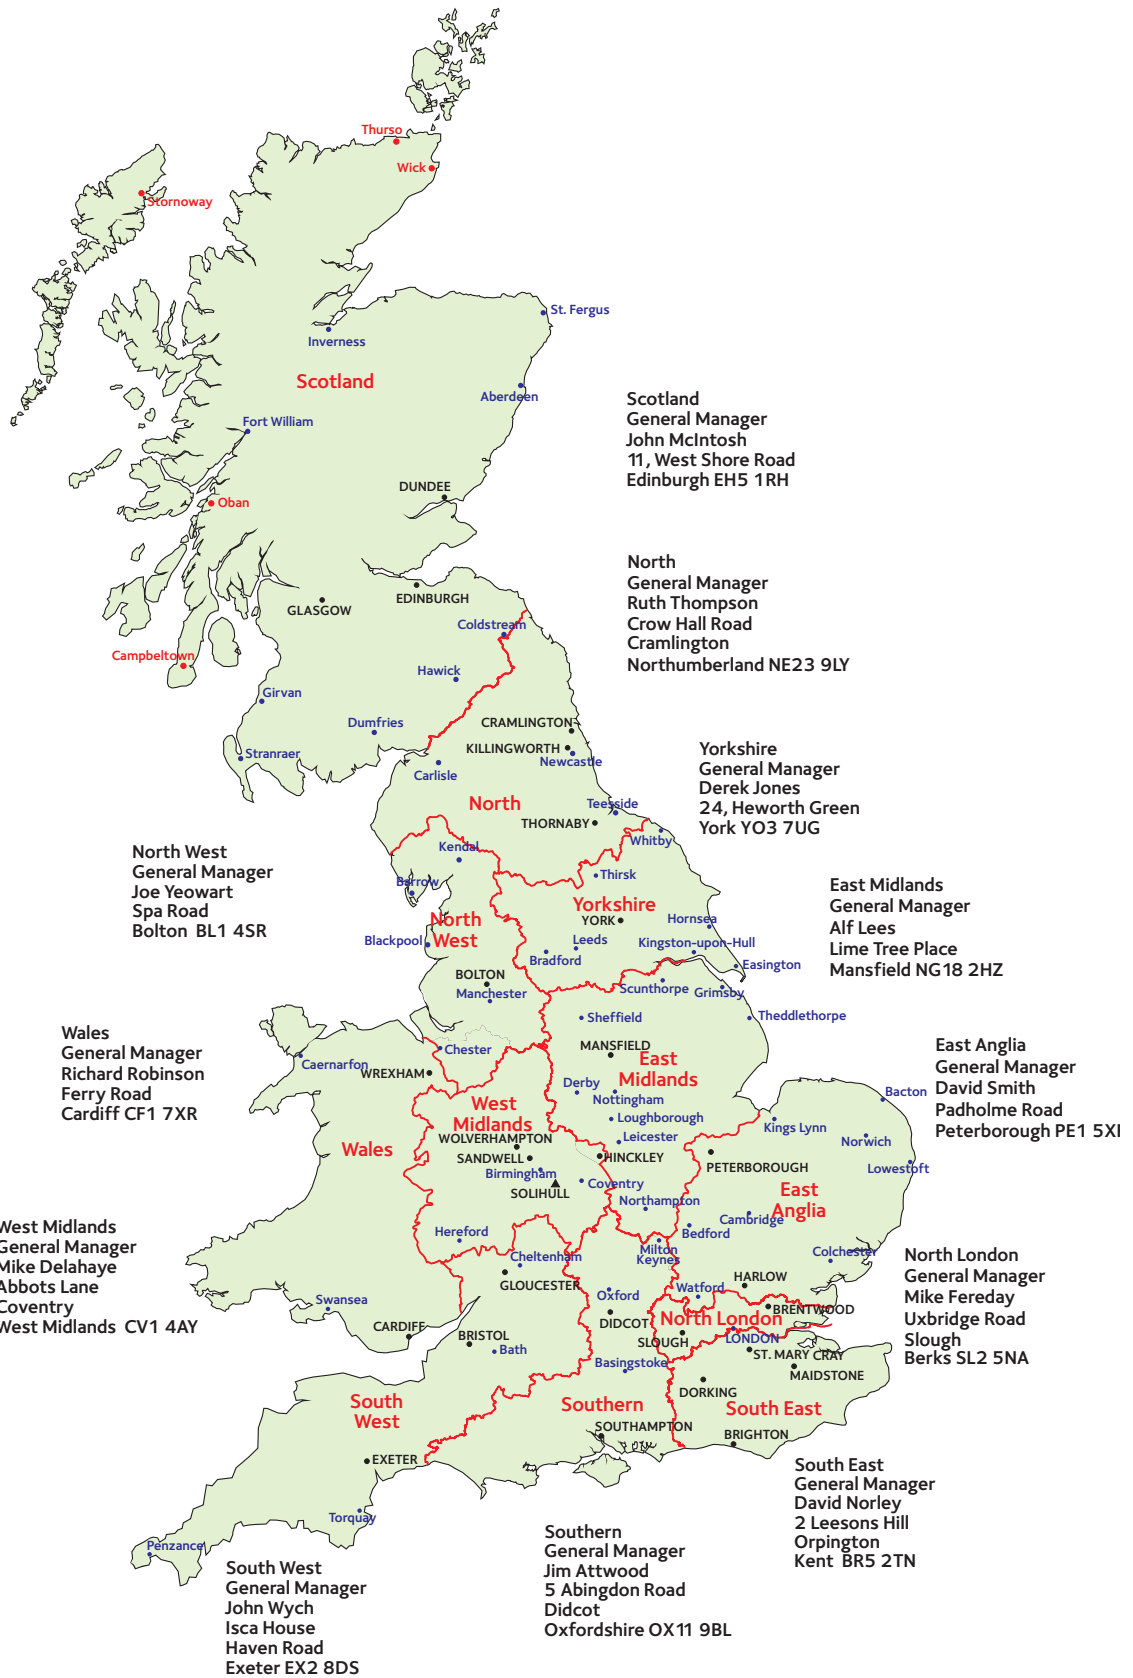 Thurso
Wick
Stornoway
St. Fergus
Inverness
Scotland
Aberdeen
Fort William
Scotland
General Manager
John McIntosh
11, West Shore Road
Edinburgh EH5 1RH
DUNDEE
Oban
North
General Manager
Ruth Thompson
Crow Hall Road
Cramlington
Northumberland NE23 9LY
EDINBURGH
GLASGOW
Coldstream
Campbeltown
Hawick
Girvan
Dumfries
CRAMLINGTON
KILLINGWORTH
Newcastle
Stranraer
Carlisle
Yorkshire
General Manager
Derek Jones
24, Heworth Green
York YO3 7UG
North
Teesside
THORNABY
Whitby
Kendal
North West
General Manager
Joe Yeowart
Spa Road
Bolton BL1 4SR
Thirsk
Barrow
East Midlands
General Manager
Alf Lees
Lime Tree Place
Mansfield NG18 2HZ
North
West
Yorkshire
YORK
Hornsea
Blackpool
Leeds
Kingston-upon-Hull
Bradford
Easington
BOLTON
Manchester
Scunthorpe
Grimsby
Sheffield
Theddlethorpe
Wales
General Manager
Richard Robinson
Ferry Road
Cardiff CF1 7XR
Caernarfon
Chester
WREXHAM
MANSFIELD
East
Midlands
East Anglia
General Manager
David Smith
Padholme Road
Peterborough PE1 5XI
Derby
Nottingham
Bacton
West
Midlands
Loughborough
Kings Lynn
WOLVERHAMPTON
Leicester
Norwich
Wales
SANDWELL
HINCKLEY
PETERBOROUGH
Lowestoft
Birmingham
Coventry
SOLIHULL
East
Anglia
Northampton
Cambridge
West Midlands
General Manager
Mike Delahaye
Abbots Lane
Coventry
West Midlands CV1 4AY
Hereford
Bedford
Cheltenham
Milton
Keynes
Colchester
North London
General Manager
Mike Fereday
Uxbridge Road
Slough
Berks SL2 5NA
GLOUCESTER
HARLOW
Watford
Oxford
Swansea
BRENTWOOD
North London
DIDCOT
CARDIFF
BRISTOL
SLOUGH
LONDON
Bath
ST. MARY CRAY
Basingstoke
MAIDSTONE
DORKING
South
West
Southern
South East
SOUTHAMPTON
BRIGHTON
EXETER
South East
General Manager
David Norley
2 Leesons Hill
Orpington
Kent BR5 2TN
Torquay
Penzance
Southern
General Manager
Jim Attwood
5 Abingdon Road
Didcot
Oxfordshire OX11 9BL
South West
General Manager
John Wych
Isca House
Haven Road
Exeter EX2 8DS